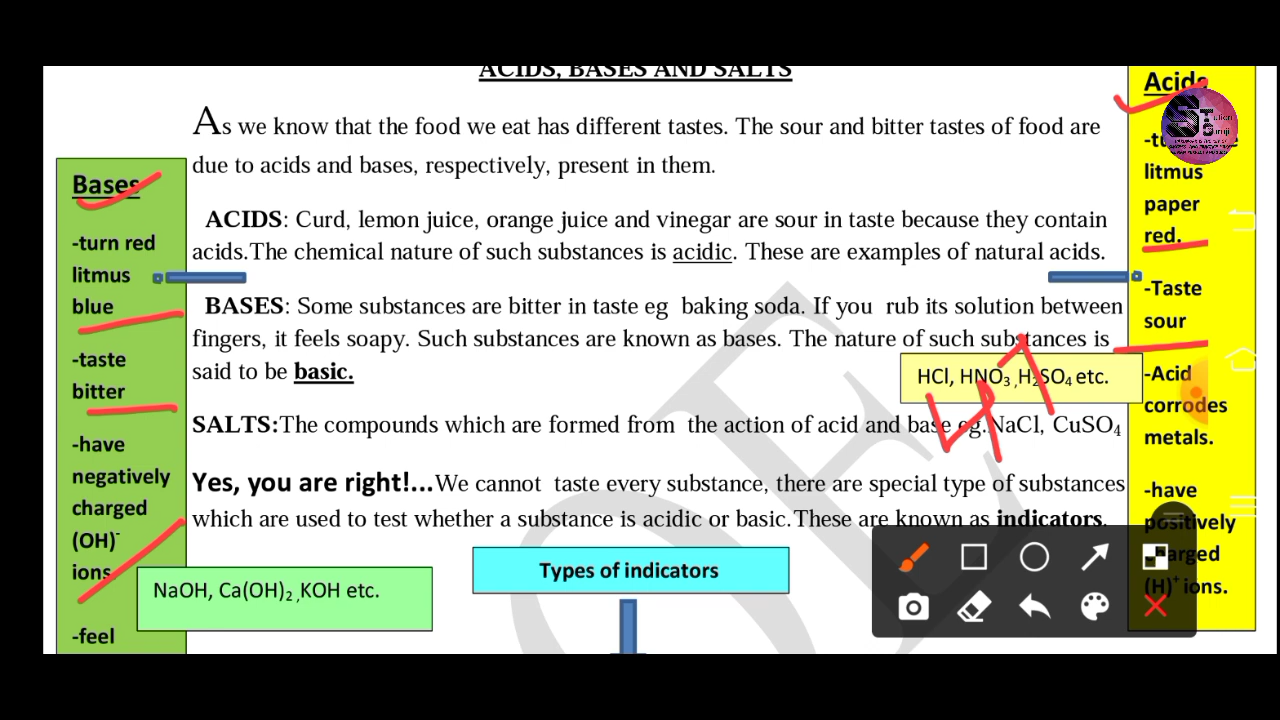 ACIDS, BASES AND SALTS
As we know that the food we eat has different tastes. The sour and bitter tastes of food are
due to acids and bases, respectively, present in them.
ACIDS: Curd, lemon juice, orange juice and vinegar are sour in taste because they contain
acids.The chemical nature of such substances is acidic. These are examples of natural acids.
BASES: Some substances are bitter in taste eg baking soda. If you rub its solution between
fingers, it feels soapy. Such substances are known as bases. The nature of such substances is
said to be basic.
HCl, HNO₃ ,H₂SO₄ etc.
SALTS:The compounds which are formed from the action of acid and base eg.NaCl, CuSO₄
Yes, you are right!...We cannot taste every substance, there are special type of substances
which are used to test whether a substance is acidic or basic.These are known as indicators.
Types of indicators
Bases
-turn red
litmus
blue
-taste
bitter
-have
negatively
charged
(OH)⁻
ions
-feel
NaOH, Ca(OH)₂ ,KOH etc.
Acids
litmus
paper
red.
-Taste
sour
-Acid
corrodes
metals.
-have
positively
charged
(H)⁺ ions.